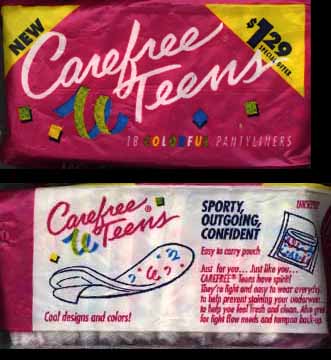 NEW
Carefree®
Teens
$1.29
SPECIAL OFFER
18 COLORFUL PANTYLINERS
Carefree®
Teens
Cool designs and colors!
SPORTY,
OUTGOING,
CONFIDENT
Easy to carry pouch
Just for you... Just like you...
CAREFREE® Teens have spirit!
They're light and easy to wear everyday
to help prevent staining your underwear...
to help you feel fresh and clean. Also great
for light flow needs and tampon back-up.